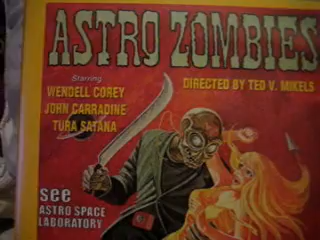 ASTRO ZOMBIES
Starring
WENDELL COREY
JOHN CARRADINE
TURA SATANA
DIRECTED BY TED V. MIKELS
see
ASTRO SPACE
LABORATORY